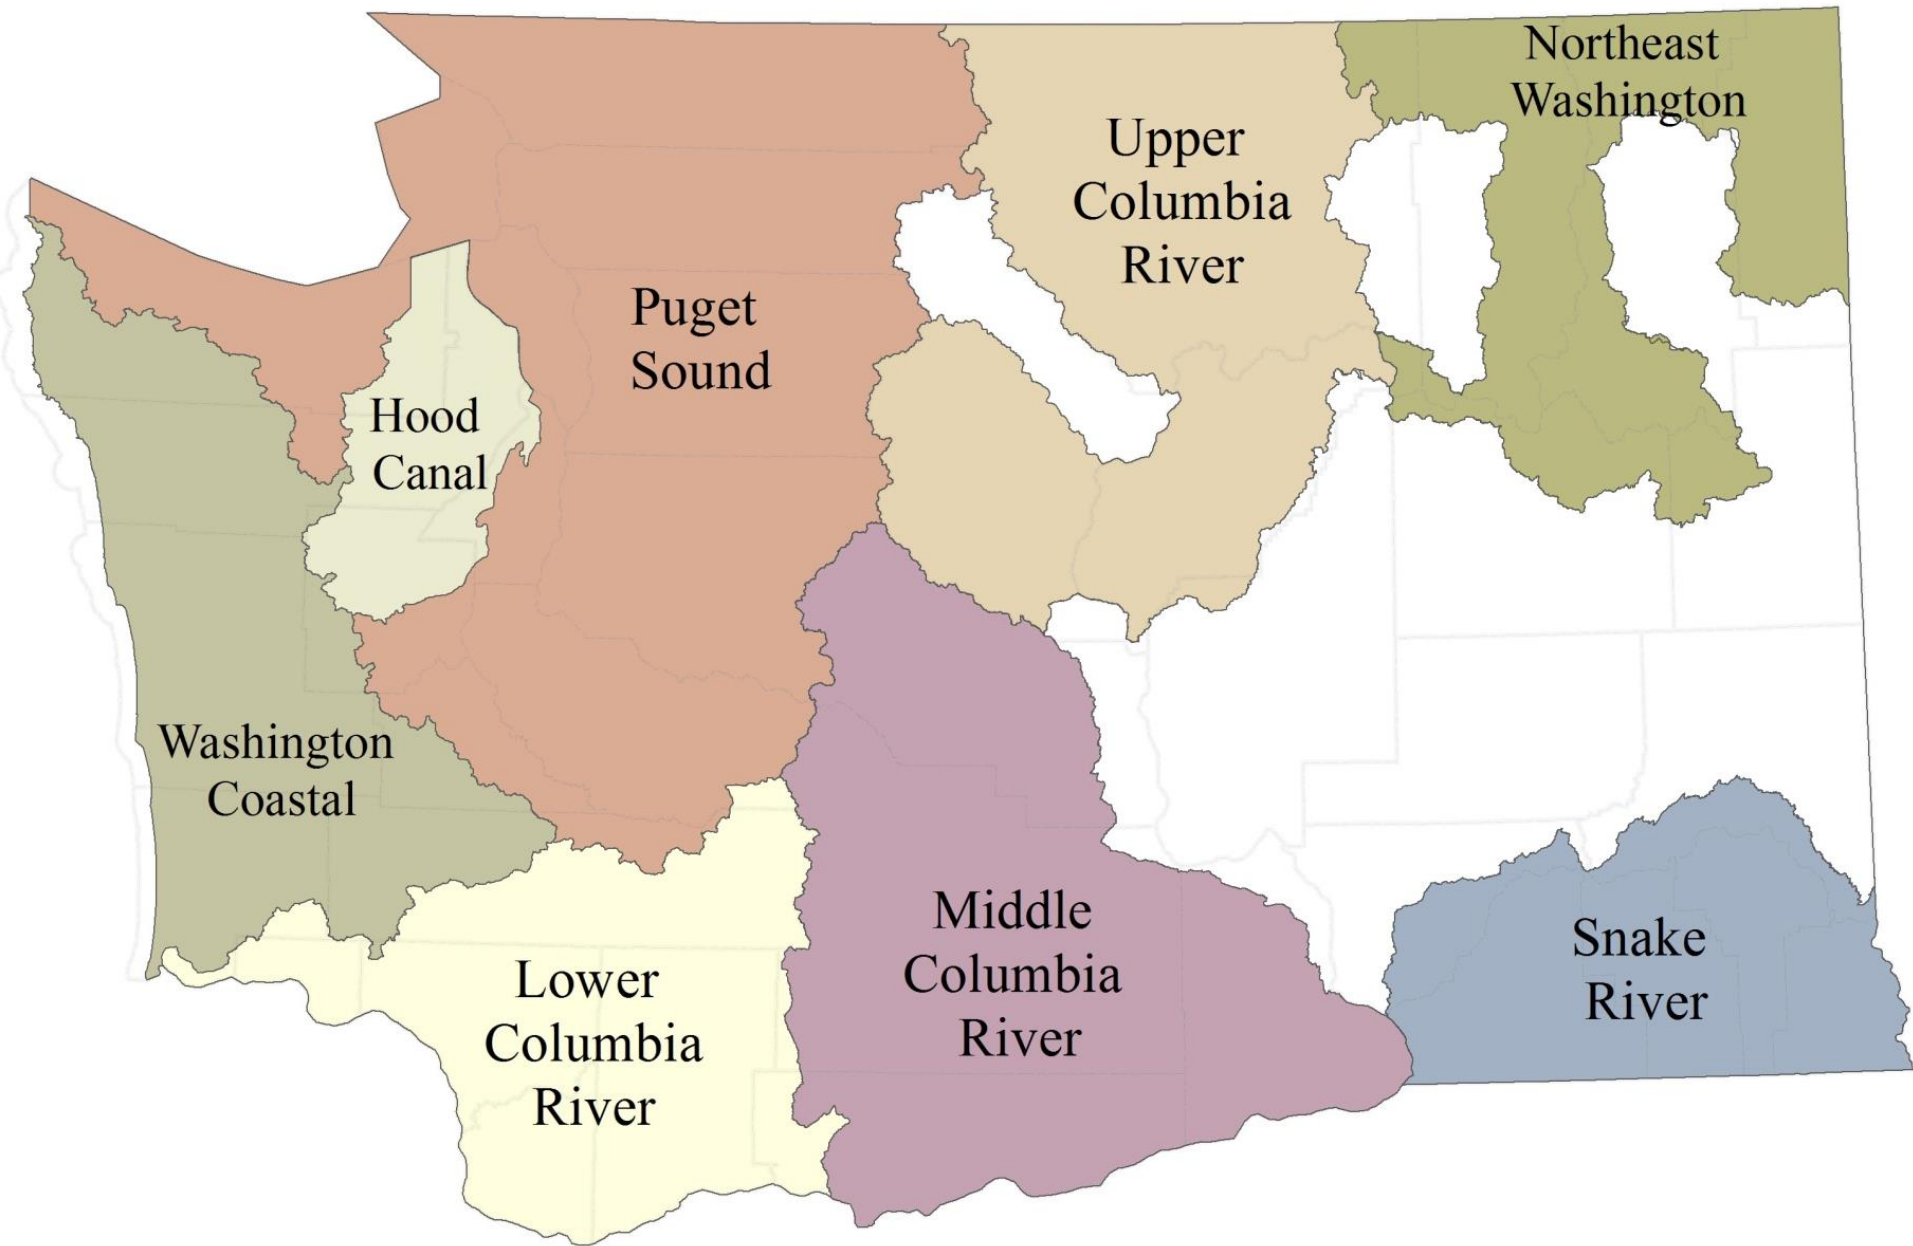 Northeast
Washington
Upper
Columbia
River
Puget
Sound
Hood
Canal
Washington
Coastal
Middle
Columbia
River
Snake
River
Lower
Columbia
River